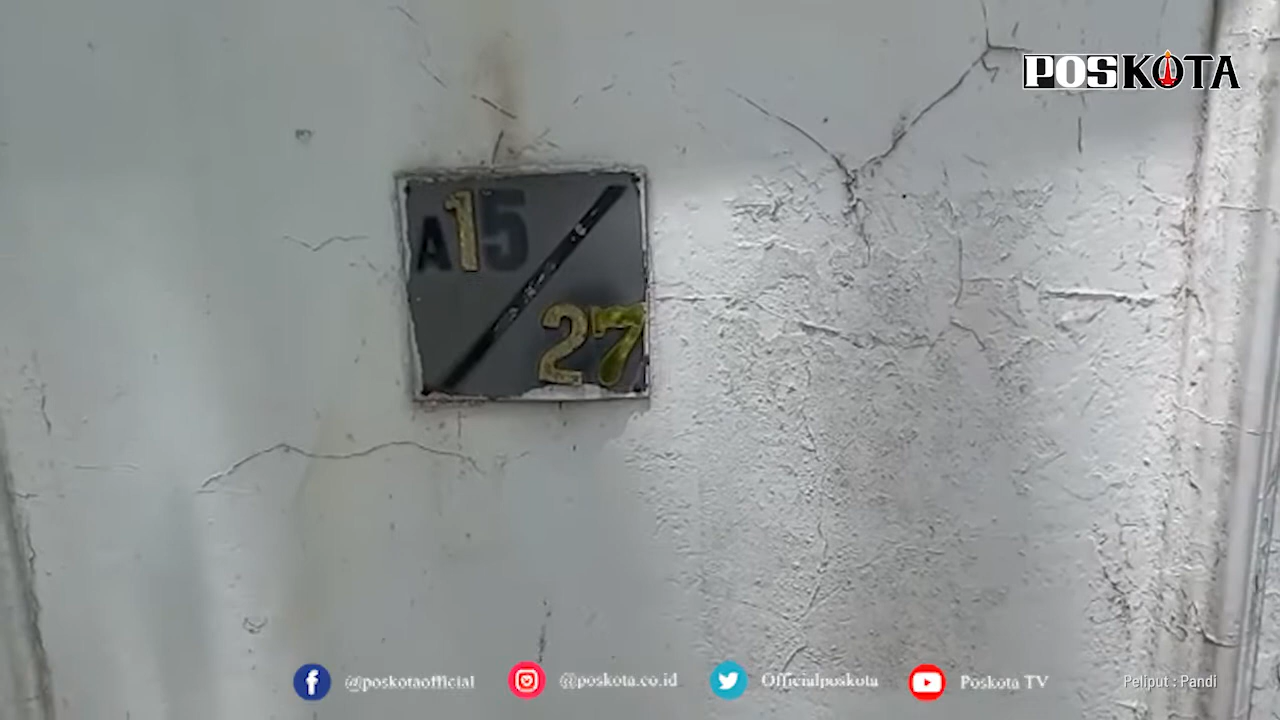 POSKOTA
A15
27
@poskotaofficial
@poskota.co.id
Officialposkota
Poskota TV
Peliput : Pandi